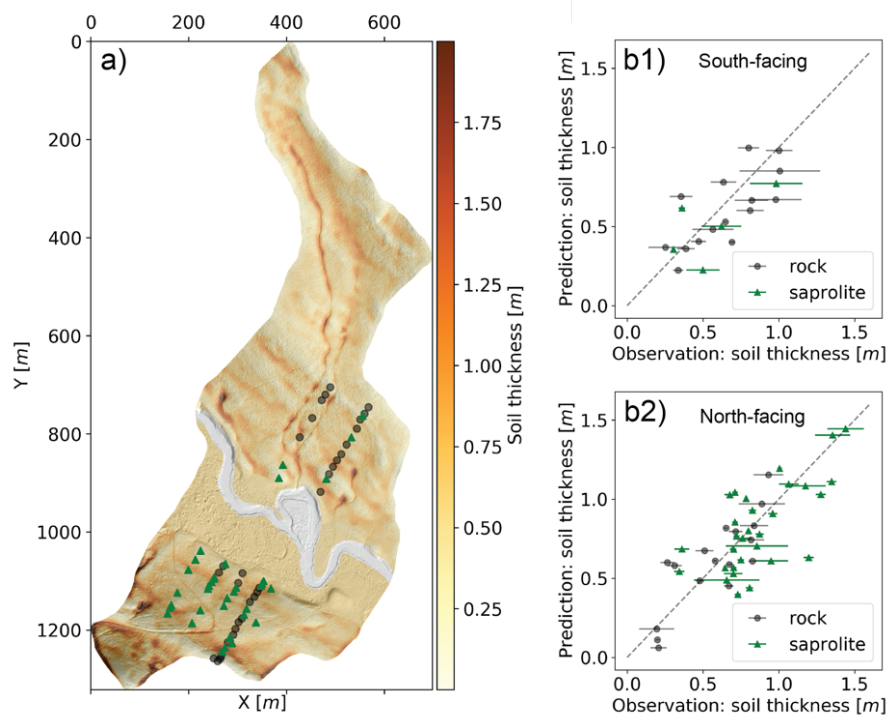 0 200 400 600
a)
0
200
400
600
800
1000
1200
Y [m]
X [m]
1.75
1.50
1.25
1.00
0.75
0.50
0.25
Soil thickness [m]
b1)
South-facing
1.5
1.0
0.5
0.0
Prediction: soil thickness [m]
rock
saprolite
0.0 0.5 1.0 1.5
Observation: soil thickness [m]
b2)
North-facing
1.5
1.0
0.5
0.0
Prediction: soil thickness [m]
rock
saprolite
0.0 0.5 1.0 1.5
Observation: soil thickness [m]